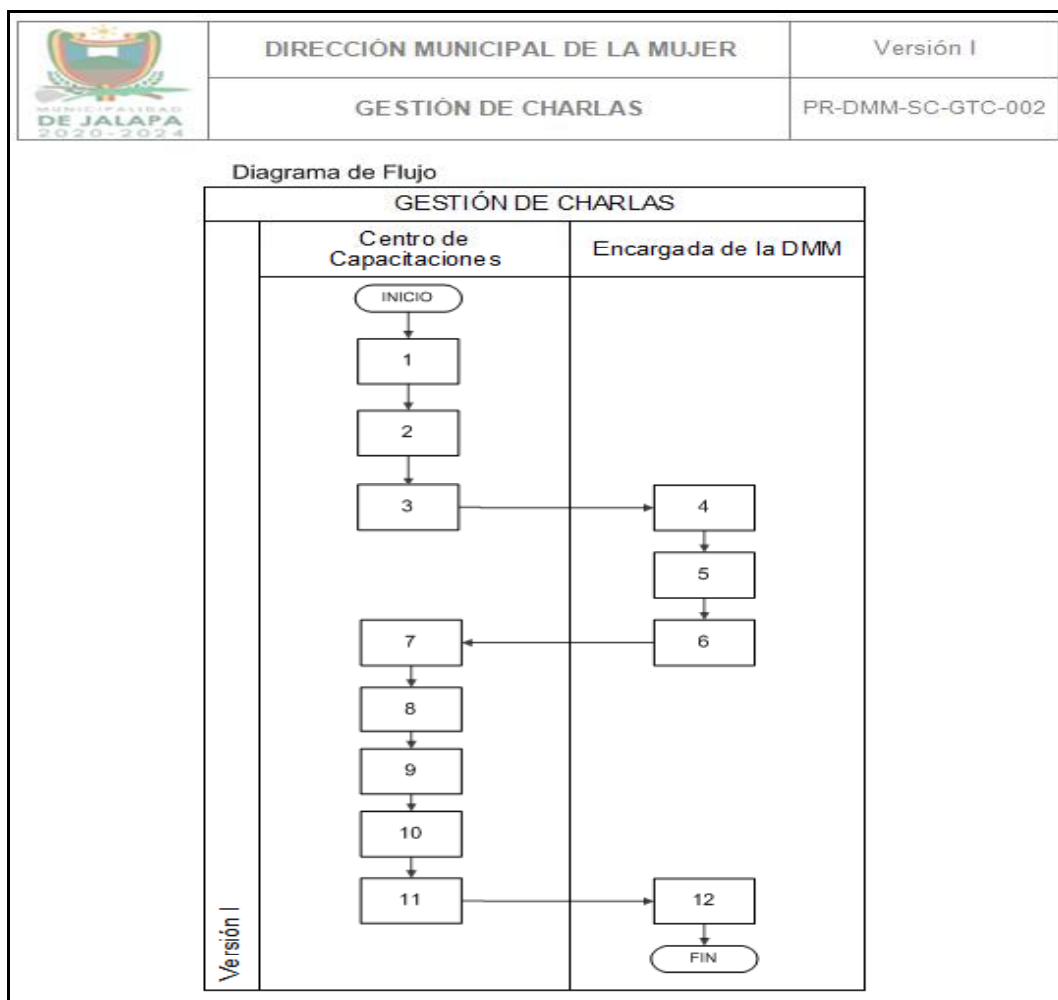 MUNICIPALIDAD
DE JALAPA
2020-2024
DIRECCIÓN MUNICIPAL DE LA MUJER
Versión I
GESTIÓN DE CHARLAS
PR-DMM-SC-GTC-002
Diagrama de Flujo
GESTIÓN DE CHARLAS
Centro de
Capacitaciones
Encargada de la DMM
INICIO
1
2
3
4
5
6
7
8
9
10
11
12
FIN
Versión I